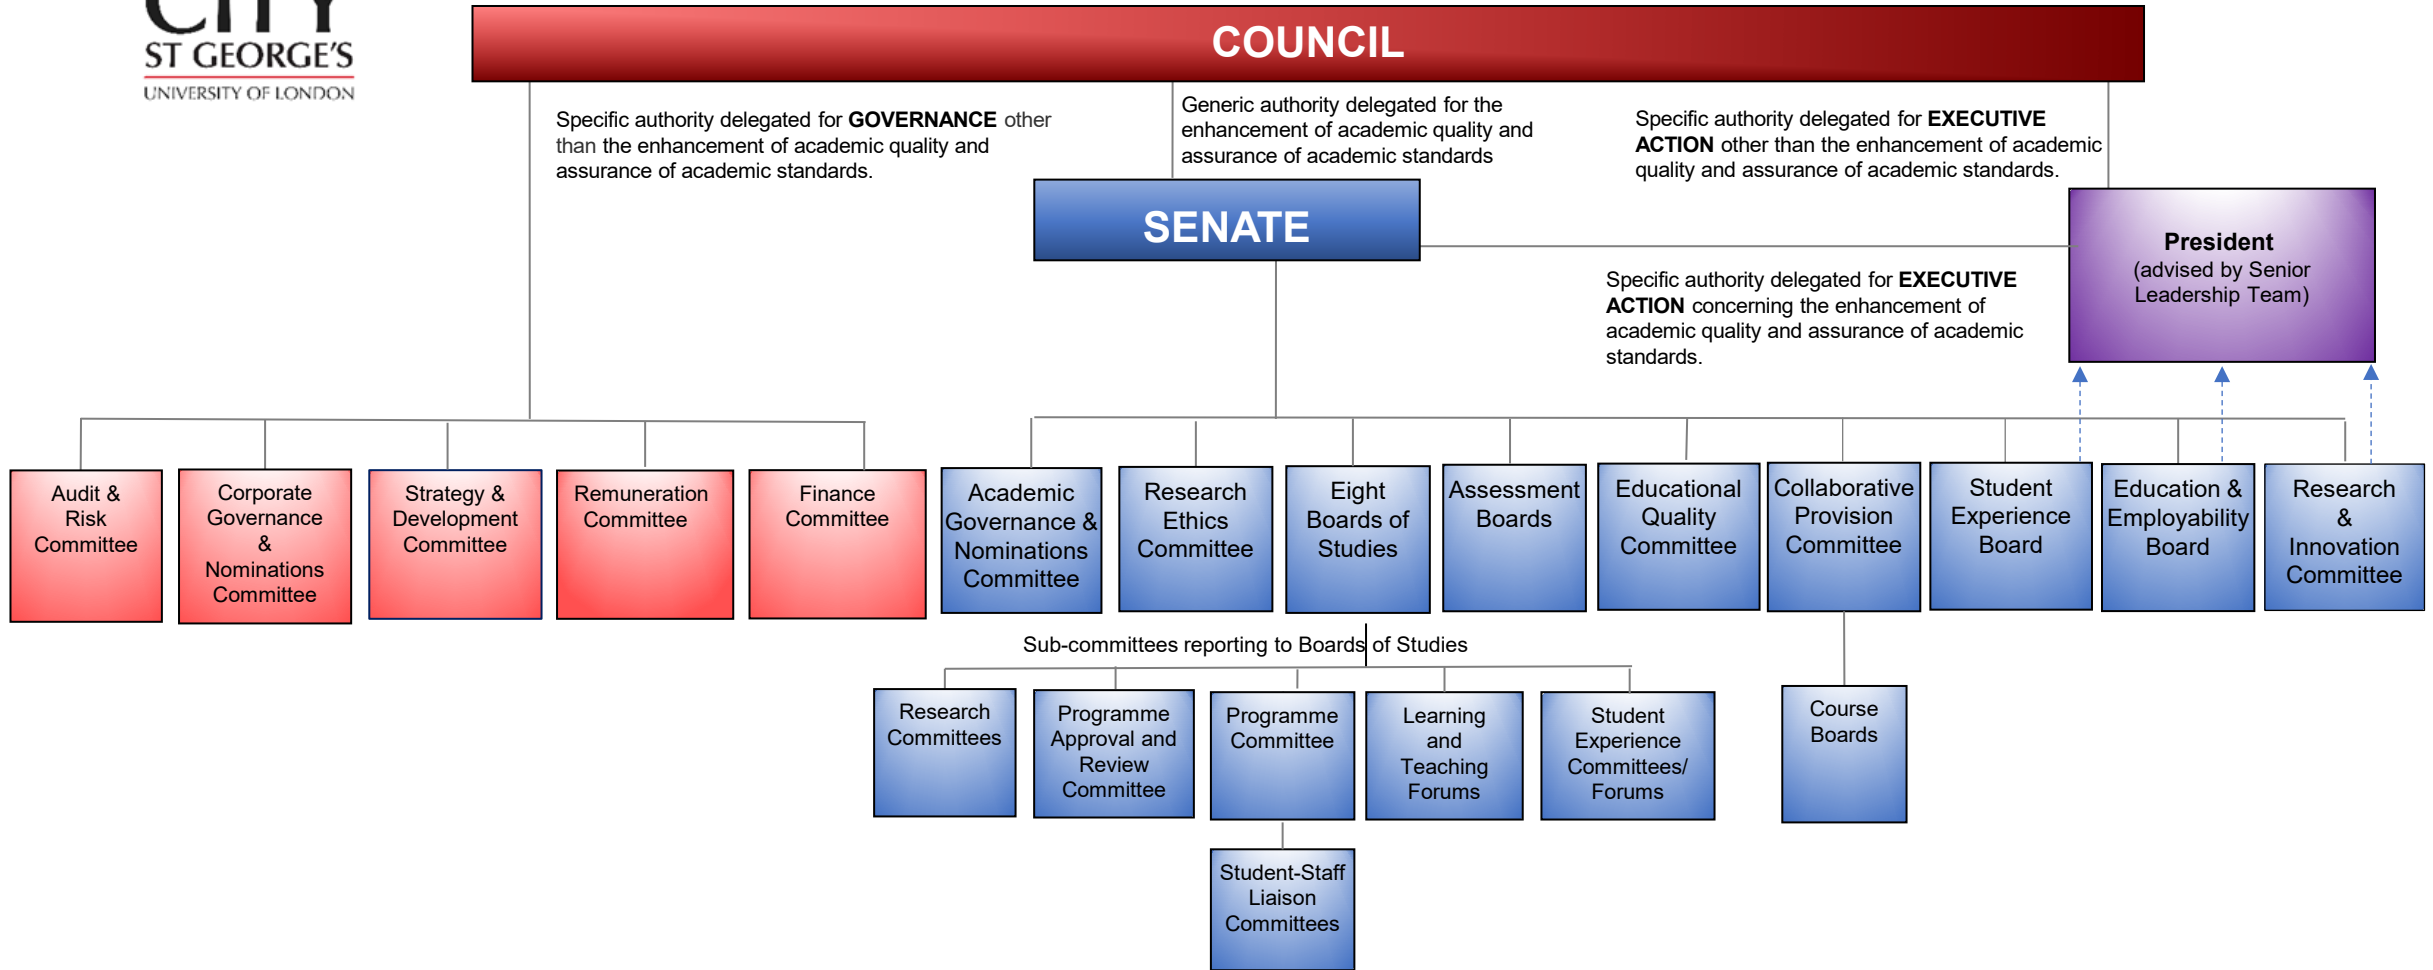 CITY
ST GEORGE'S
UNIVERSITY OF LONDON
COUNCIL
Specific authority delegated for GOVERNANCE other
than the enhancement of academic quality and
assurance of academic standards.
Generic authority delegated for the
enhancement of academic quality and
assurance of academic standards
Specific authority delegated for EXECUTIVE
ACTION other than the enhancement of academic
quality and assurance of academic standards.
SENATE
President
(advised by Senior
Leadership Team)
Specific authority delegated for EXECUTIVE
ACTION concerning the enhancement of
academic quality and assurance of academic
standards.
Audit &
Risk
Committee
Corporate
Governance
&
Nominations
Committee
Strategy &
Development
Committee
Remuneration
Committee
Finance
Committee
Academic
Governance &
Nominations
Committee
Research
Ethics
Committee
Eight
Boards of
Studies
Assessment
Boards
Educational
Quality
Committee
Collaborative
Provision
Committee
Student
Experience
Board
Education &
Employability
Board
Research
&
Innovation
Committee
Sub-committees reporting to Boards of Studies
Research
Committees
Programme
Approval and
Review
Committee
Programme
Committee
Learning
and
Teaching
Forums
Student
Experience
Committees/
Forums
Course
Boards
Student-Staff
Liaison
Committees